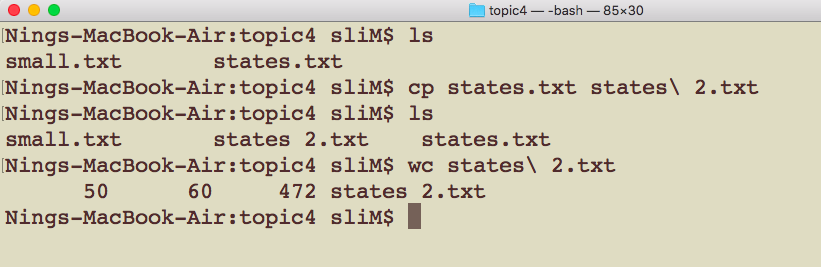 topic4 — -bash — 85×30
Nings-MacBook-Air:topic4 sliM$ ls
small.txt       states.txt
Nings-MacBook-Air:topic4 sliM$ cp states.txt states\ 2.txt
Nings-MacBook-Air:topic4 sliM$ ls
small.txt       states 2.txt    states.txt
Nings-MacBook-Air:topic4 sliM$ wc states\ 2.txt
      50      60     472 states 2.txt
Nings-MacBook-Air:topic4 sliM$